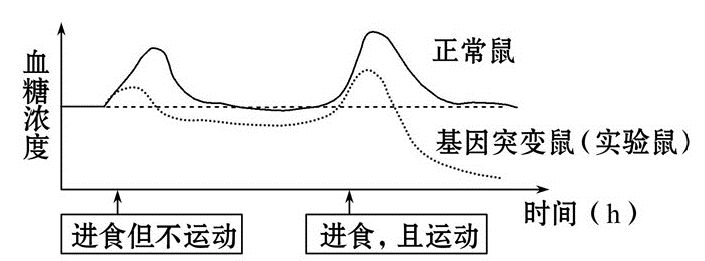 正常鼠
血糖浓度
基因突变鼠(实验鼠)
时间(h)
进食但不运动
进食,且运动